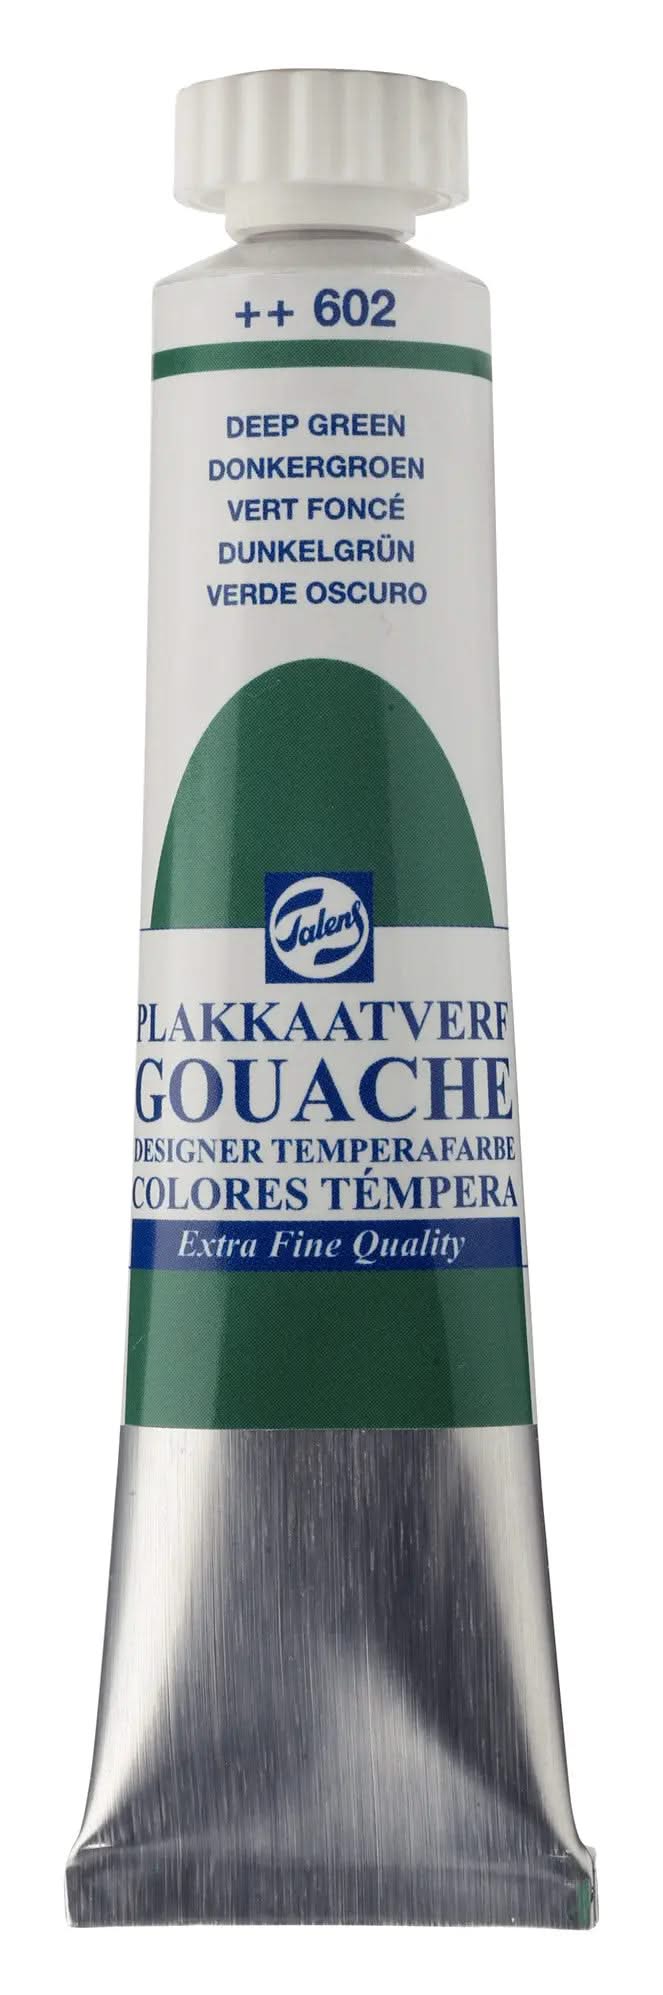 ++ 602
DEEP GREEN
DONKERGROEN
VERT FONCÉ
DUNKELGRÜN
VERDE OSCURO
Talens
PLAKKAATVERF
GOUACHE
DESIGNER TEMPERAFARBE
COLORES TÉMPERA
Extra Fine Quality